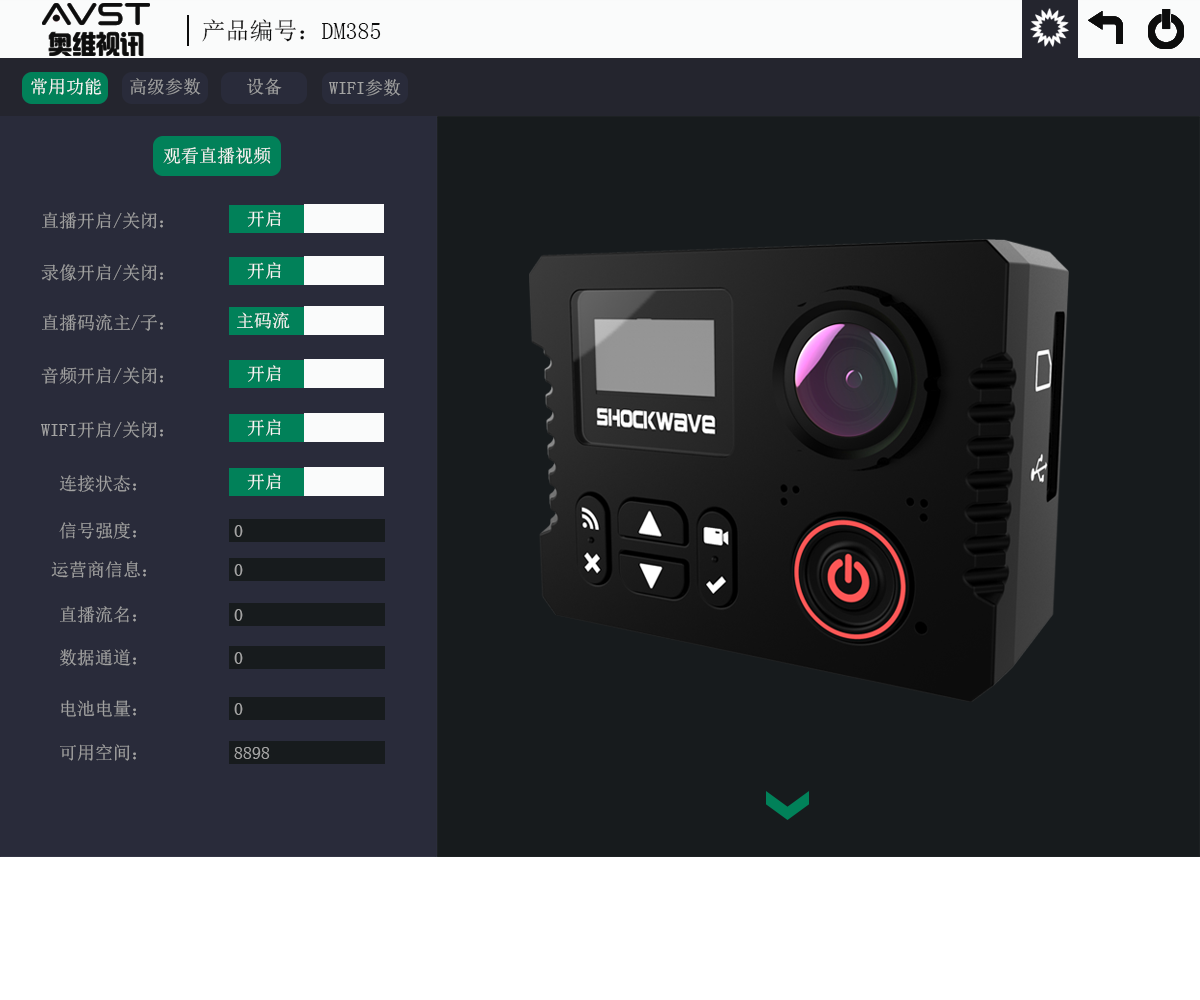 AVST
奥维视讯
产品编号：DM385
常用功能 高级参数 设备 WIFI参数
观看直播视频
直播开启/关闭： 开启
录像开启/关闭： 开启
直播码流主/子： 主码流
音频开启/关闭： 开启
WIFI开启/关闭： 开启
连接状态： 开启
信号强度： 0
运营商信息： 0
直播流名： 0
数据通道： 0
电池电量： 0
可用空间： 8898
SHOCKWAVE